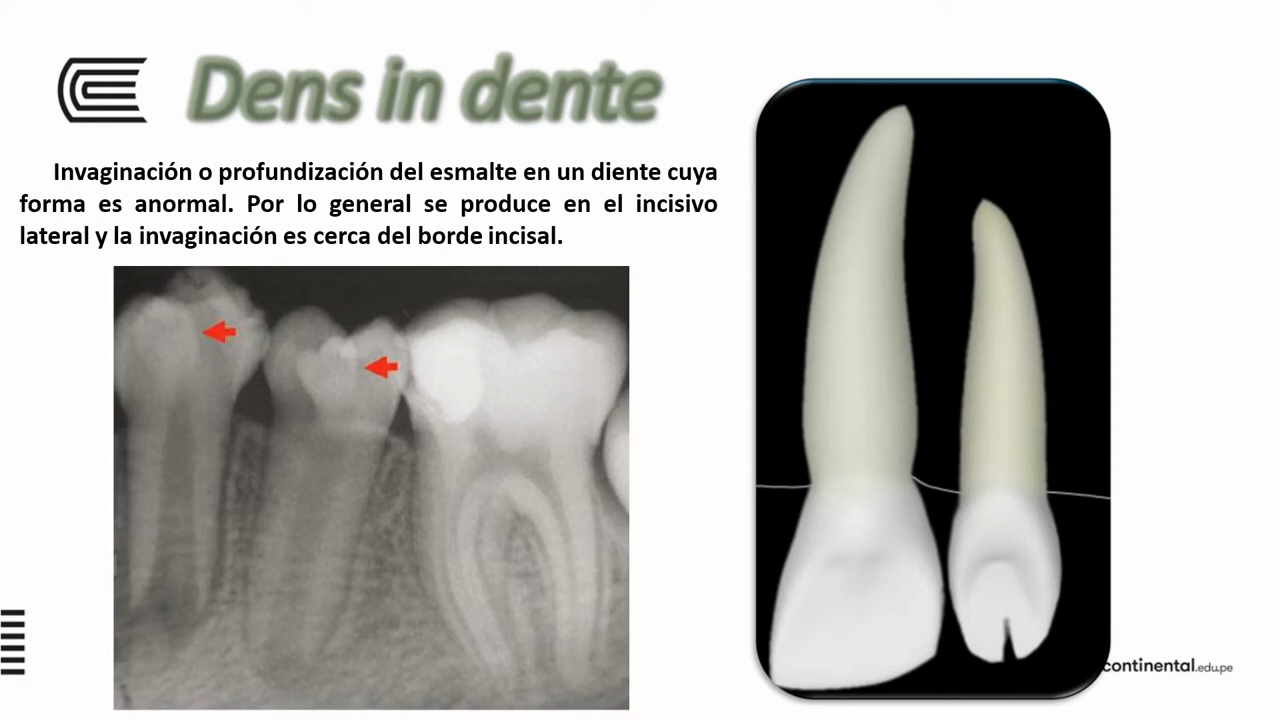 Dens in dente
Invaginación o profundización del esmalte en un diente cuya
forma es anormal. Por lo general se produce en el incisivo
lateral y la invaginación es cerca del borde incisal.
continental.edu.pe